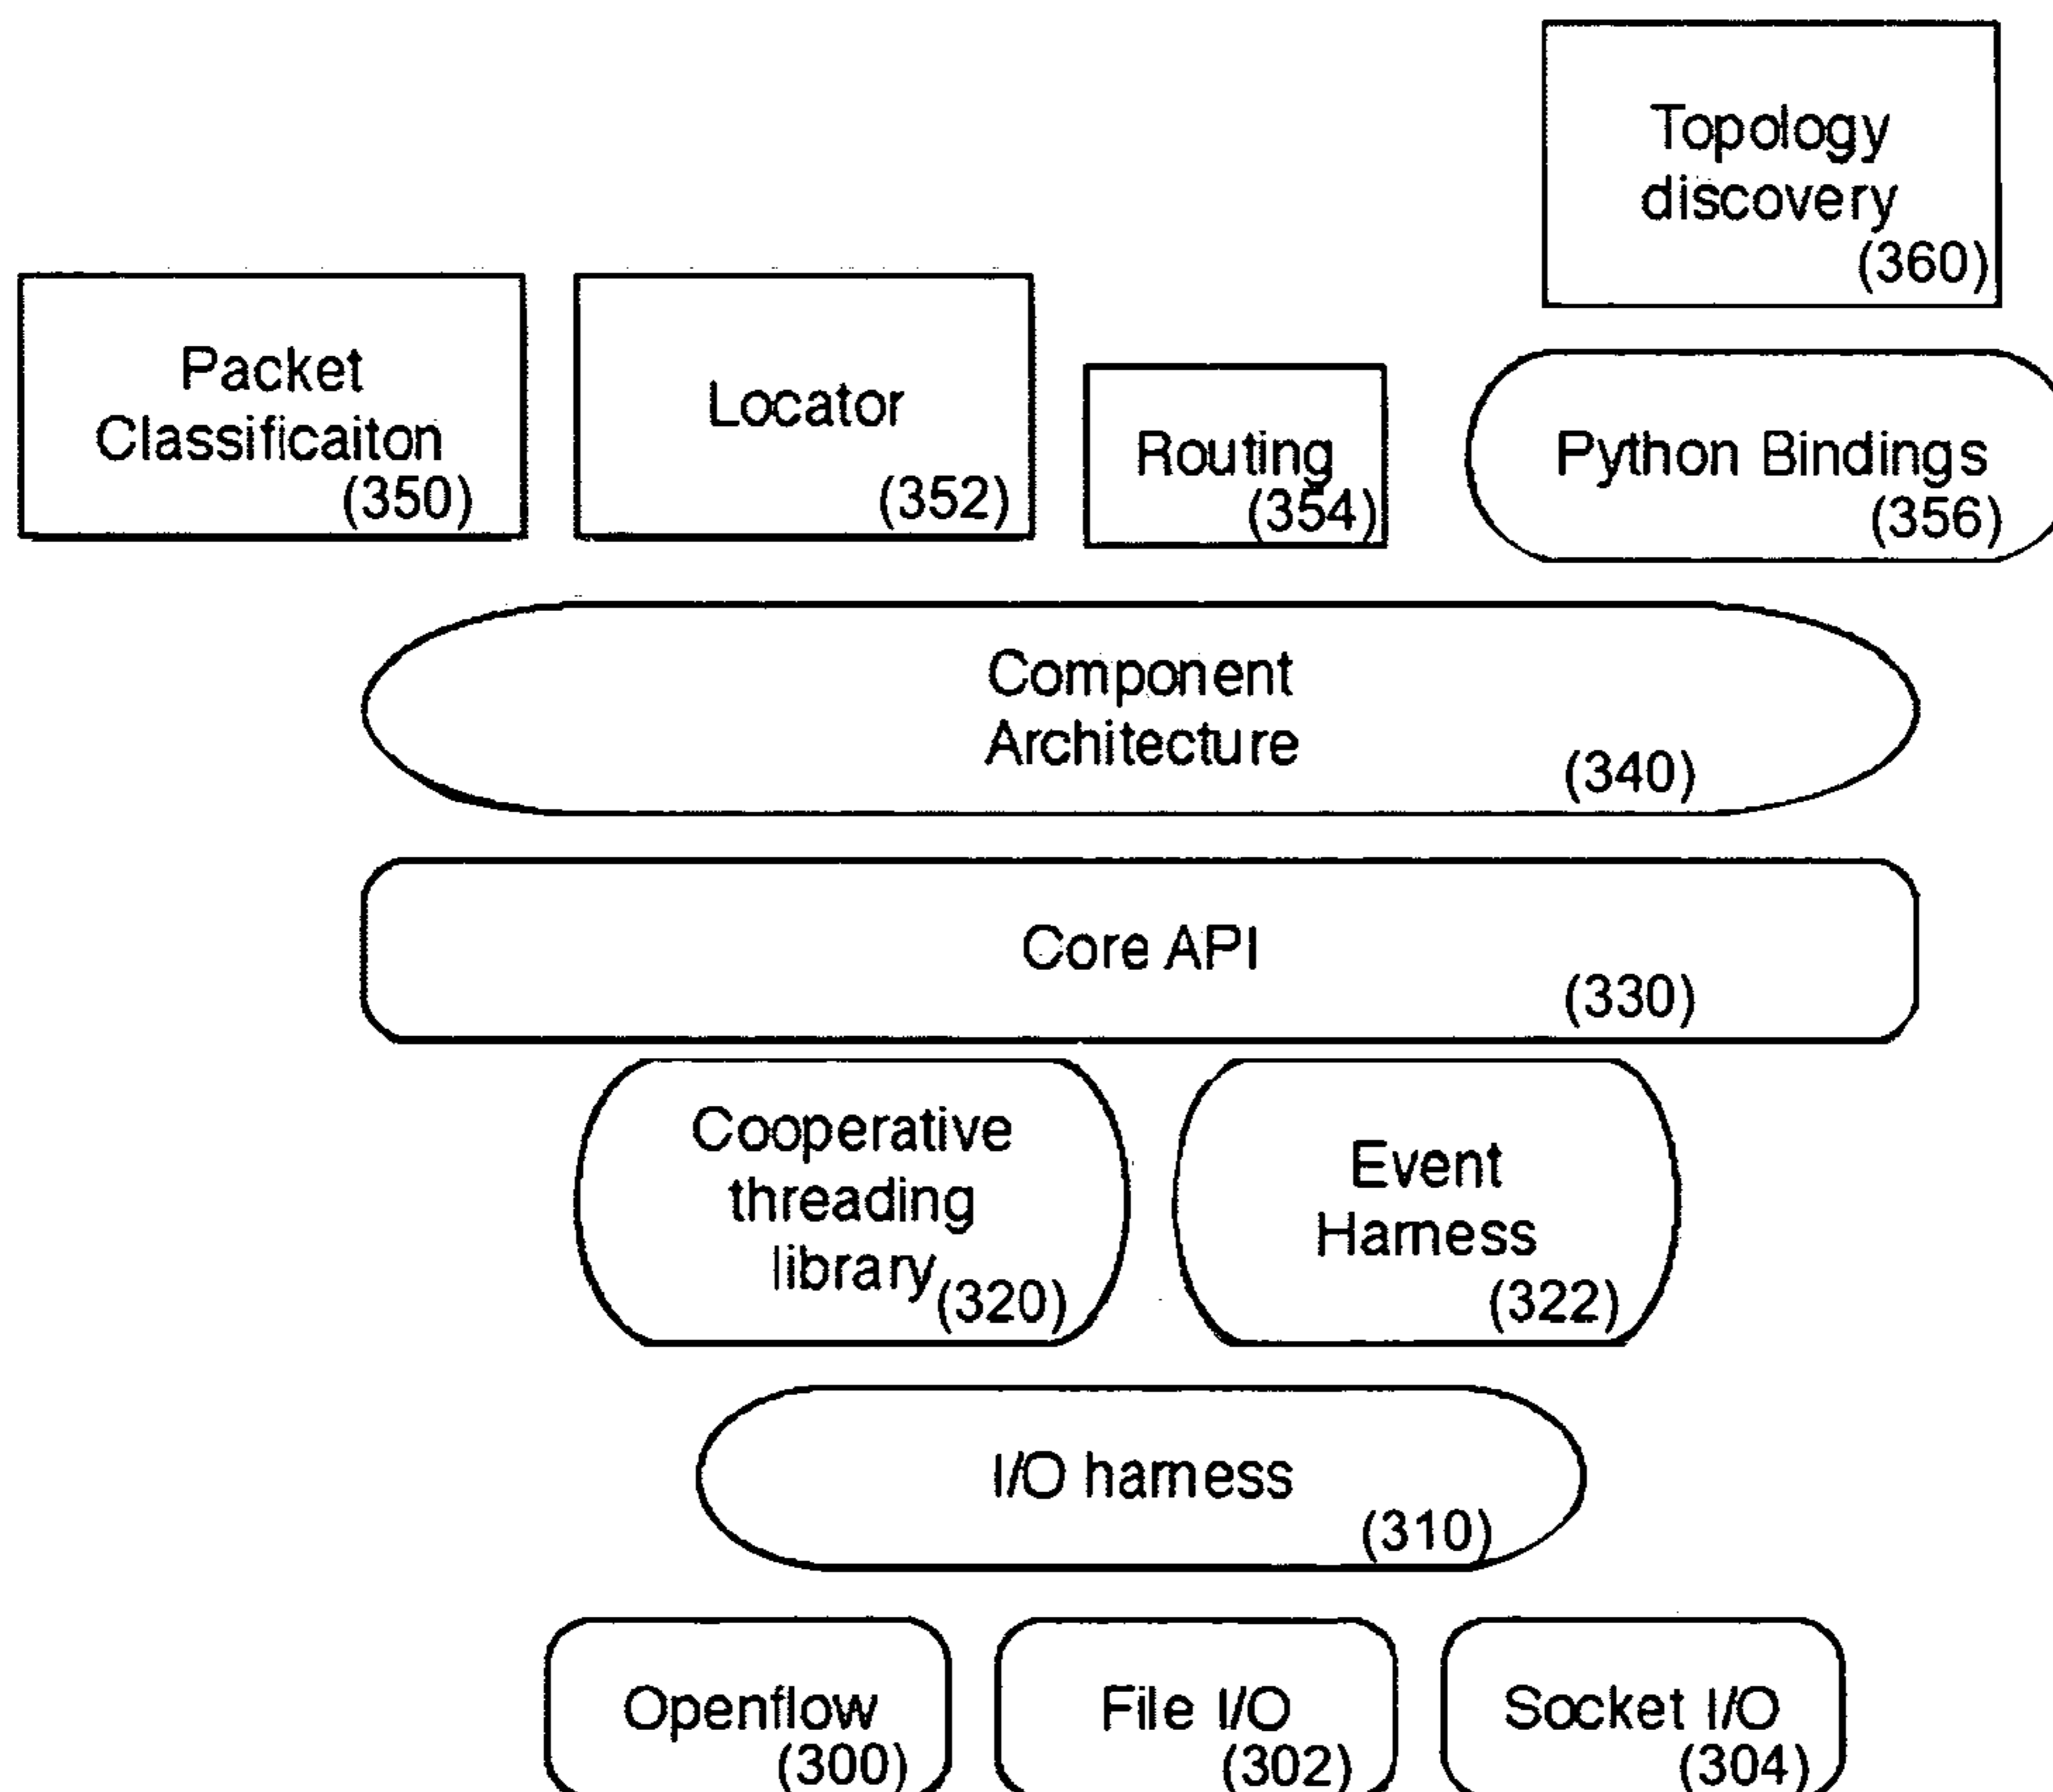 Topology
discovery
(360)
Packet
Classificaiton
(350)
Locator
(352)
Routing
(354)
Python Bindings
(356)
Component
Architecture
(340)
Core API
(330)
Cooperative
threading
library
(320)
Event
Harness
(322)
I/O harness
(310)
Openflow
(300)
File I/O
(302)
Socket I/O
(304)